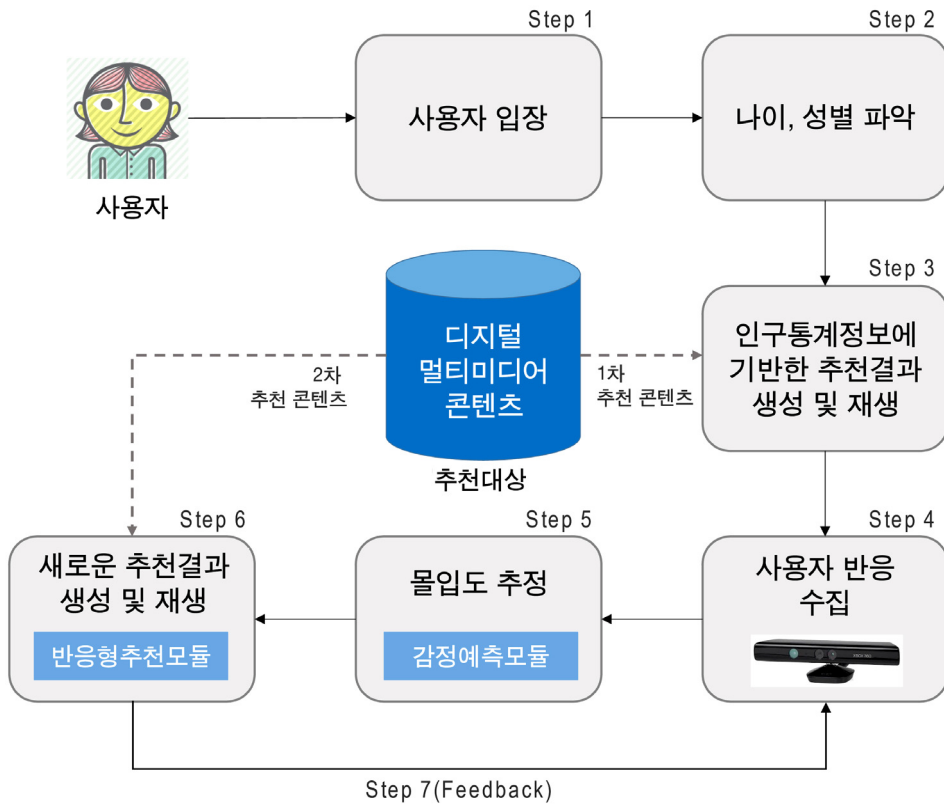 Step 1
사용자 입장
Step 2
나이, 성별 파악
사용자
Step 3
인구통계정보에
기반한 추천결과
생성 및 재생
디지털
멀티미디어
콘텐츠
추천대상
1차
추천 콘텐츠
2차
추천 콘텐츠
Step 4
사용자 반응
수집
XBOX 360
Step 5
몰입도 추정
감정예측모듈
Step 6
새로운 추천결과
생성 및 재생
반응형추천모듈
Step 7(Feedback)